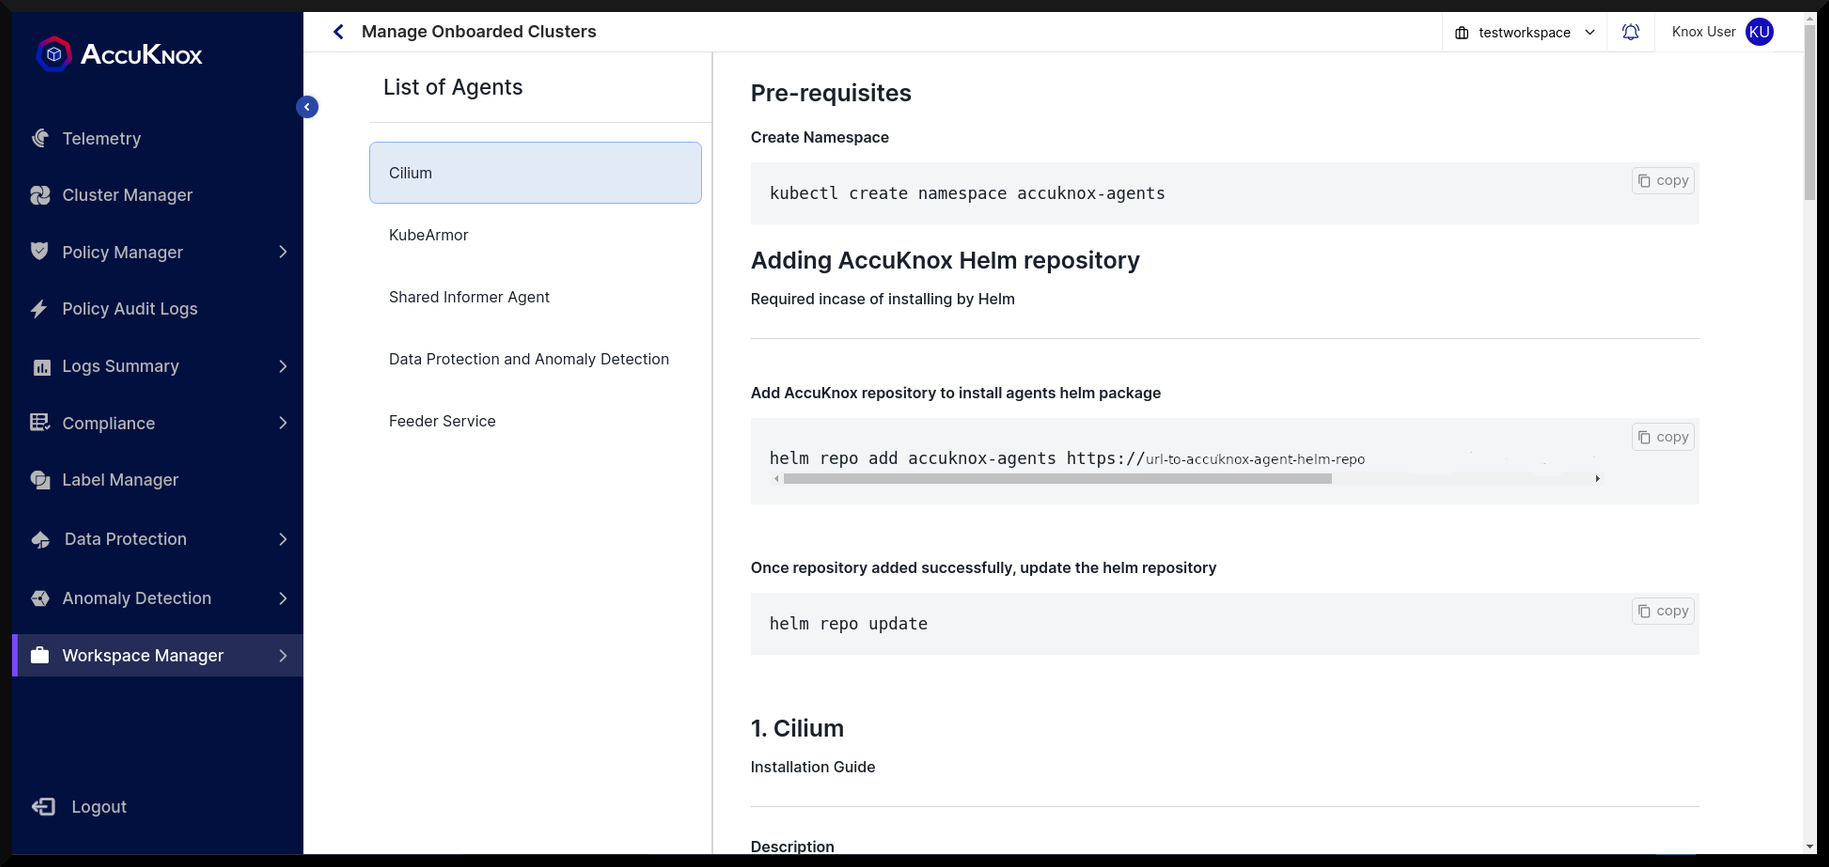 ACCUKNOX
Telemetry
Cluster Manager
Policy Manager
Policy Audit Logs
Logs Summary
Compliance
Label Manager
Data Protection
Anomaly Detection
Workspace Manager
Logout
Manage Onboarded Clusters
testworkspace
Knox User KU
List of Agents
Cilium
KubeArmor
Shared Informer Agent
Data Protection and Anomaly Detection
Feeder Service
Pre-requisites
Create Namespace
copy
kubectl create namespace accuknox-agents
Adding AccuKnox Helm repository
Required incase of installing by Helm
Add AccuKnox repository to install agents helm package
copy
helm repo add accuknox-agents https://url-to-accuknox-agent-helm-repo
Once repository added successfully, update the helm repository
copy
helm repo update
1. Cilium
Installation Guide
Description